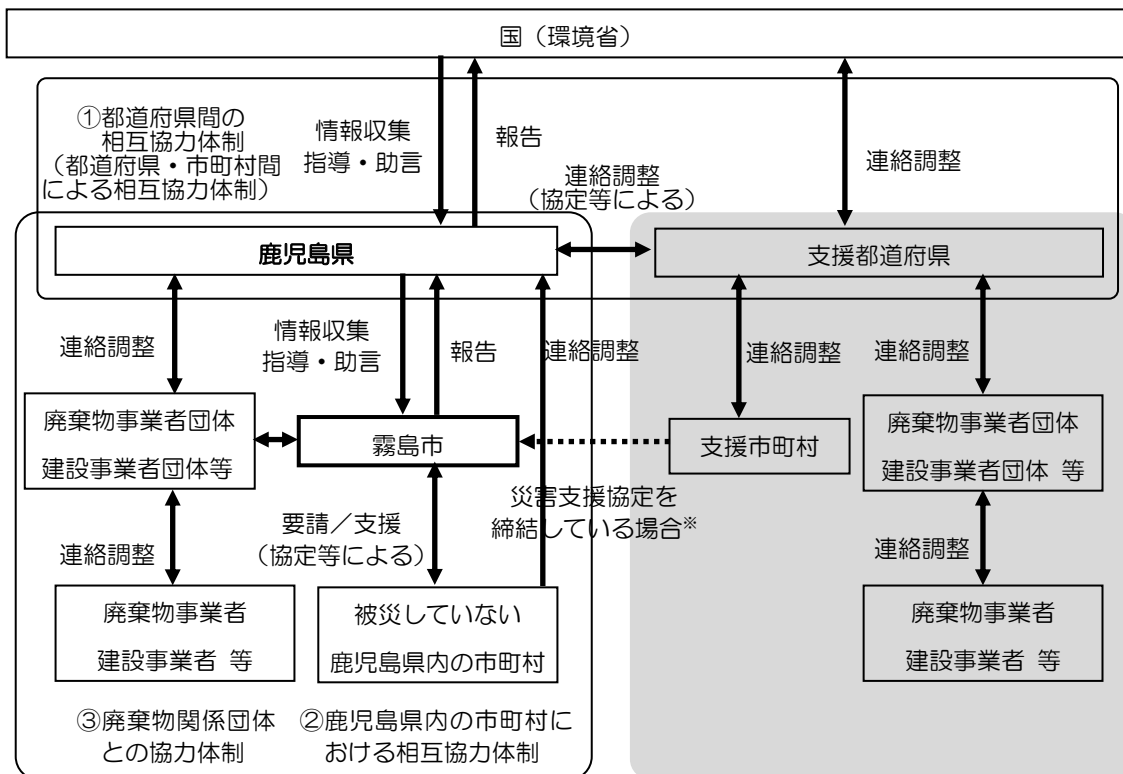 国（環境省）
①都道府県間の
相互協力体制
（都道府県・市町村間
による相互協力体制）
情報収集
指導・助言
報告
連絡調整
（協定等による）
連絡調整
鹿児島県
支援都道府県
連絡調整
情報収集
指導・助言
報告
連絡調整
連絡調整
連絡調整
廃棄物事業者団体
建設事業者団体等
霧島市
支援市町村
廃棄物事業者団体
建設事業者団体 等
連絡調整
要請／支援
（協定等による）
災害支援協定を
締結している場合※
連絡調整
廃棄物事業者
建設事業者 等
被災していない
鹿児島県内の市町村
廃棄物事業者
建設事業者 等
③廃棄物関係団体
との協力体制
②鹿児島県内の市町村に
おける相互協力体制